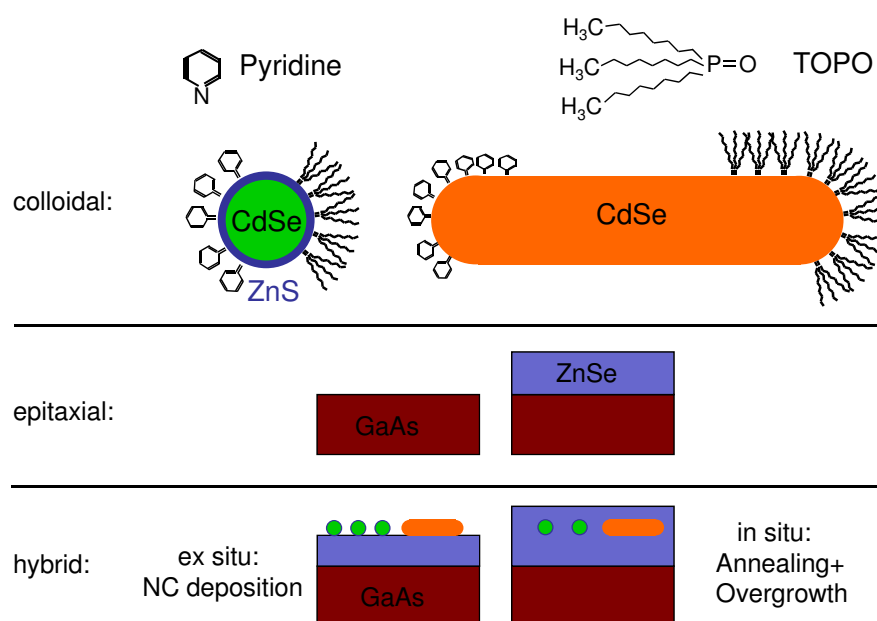 Pyridine
N
H₃C
H₃C
P=O
TOPO
H₃C
colloidal:
CdSe
CdSe
ZnS
epitaxial:
ZnSe
GaAs
hybrid:
ex situ:
NC deposition
GaAs
in situ:
Annealing+
Overgrowth